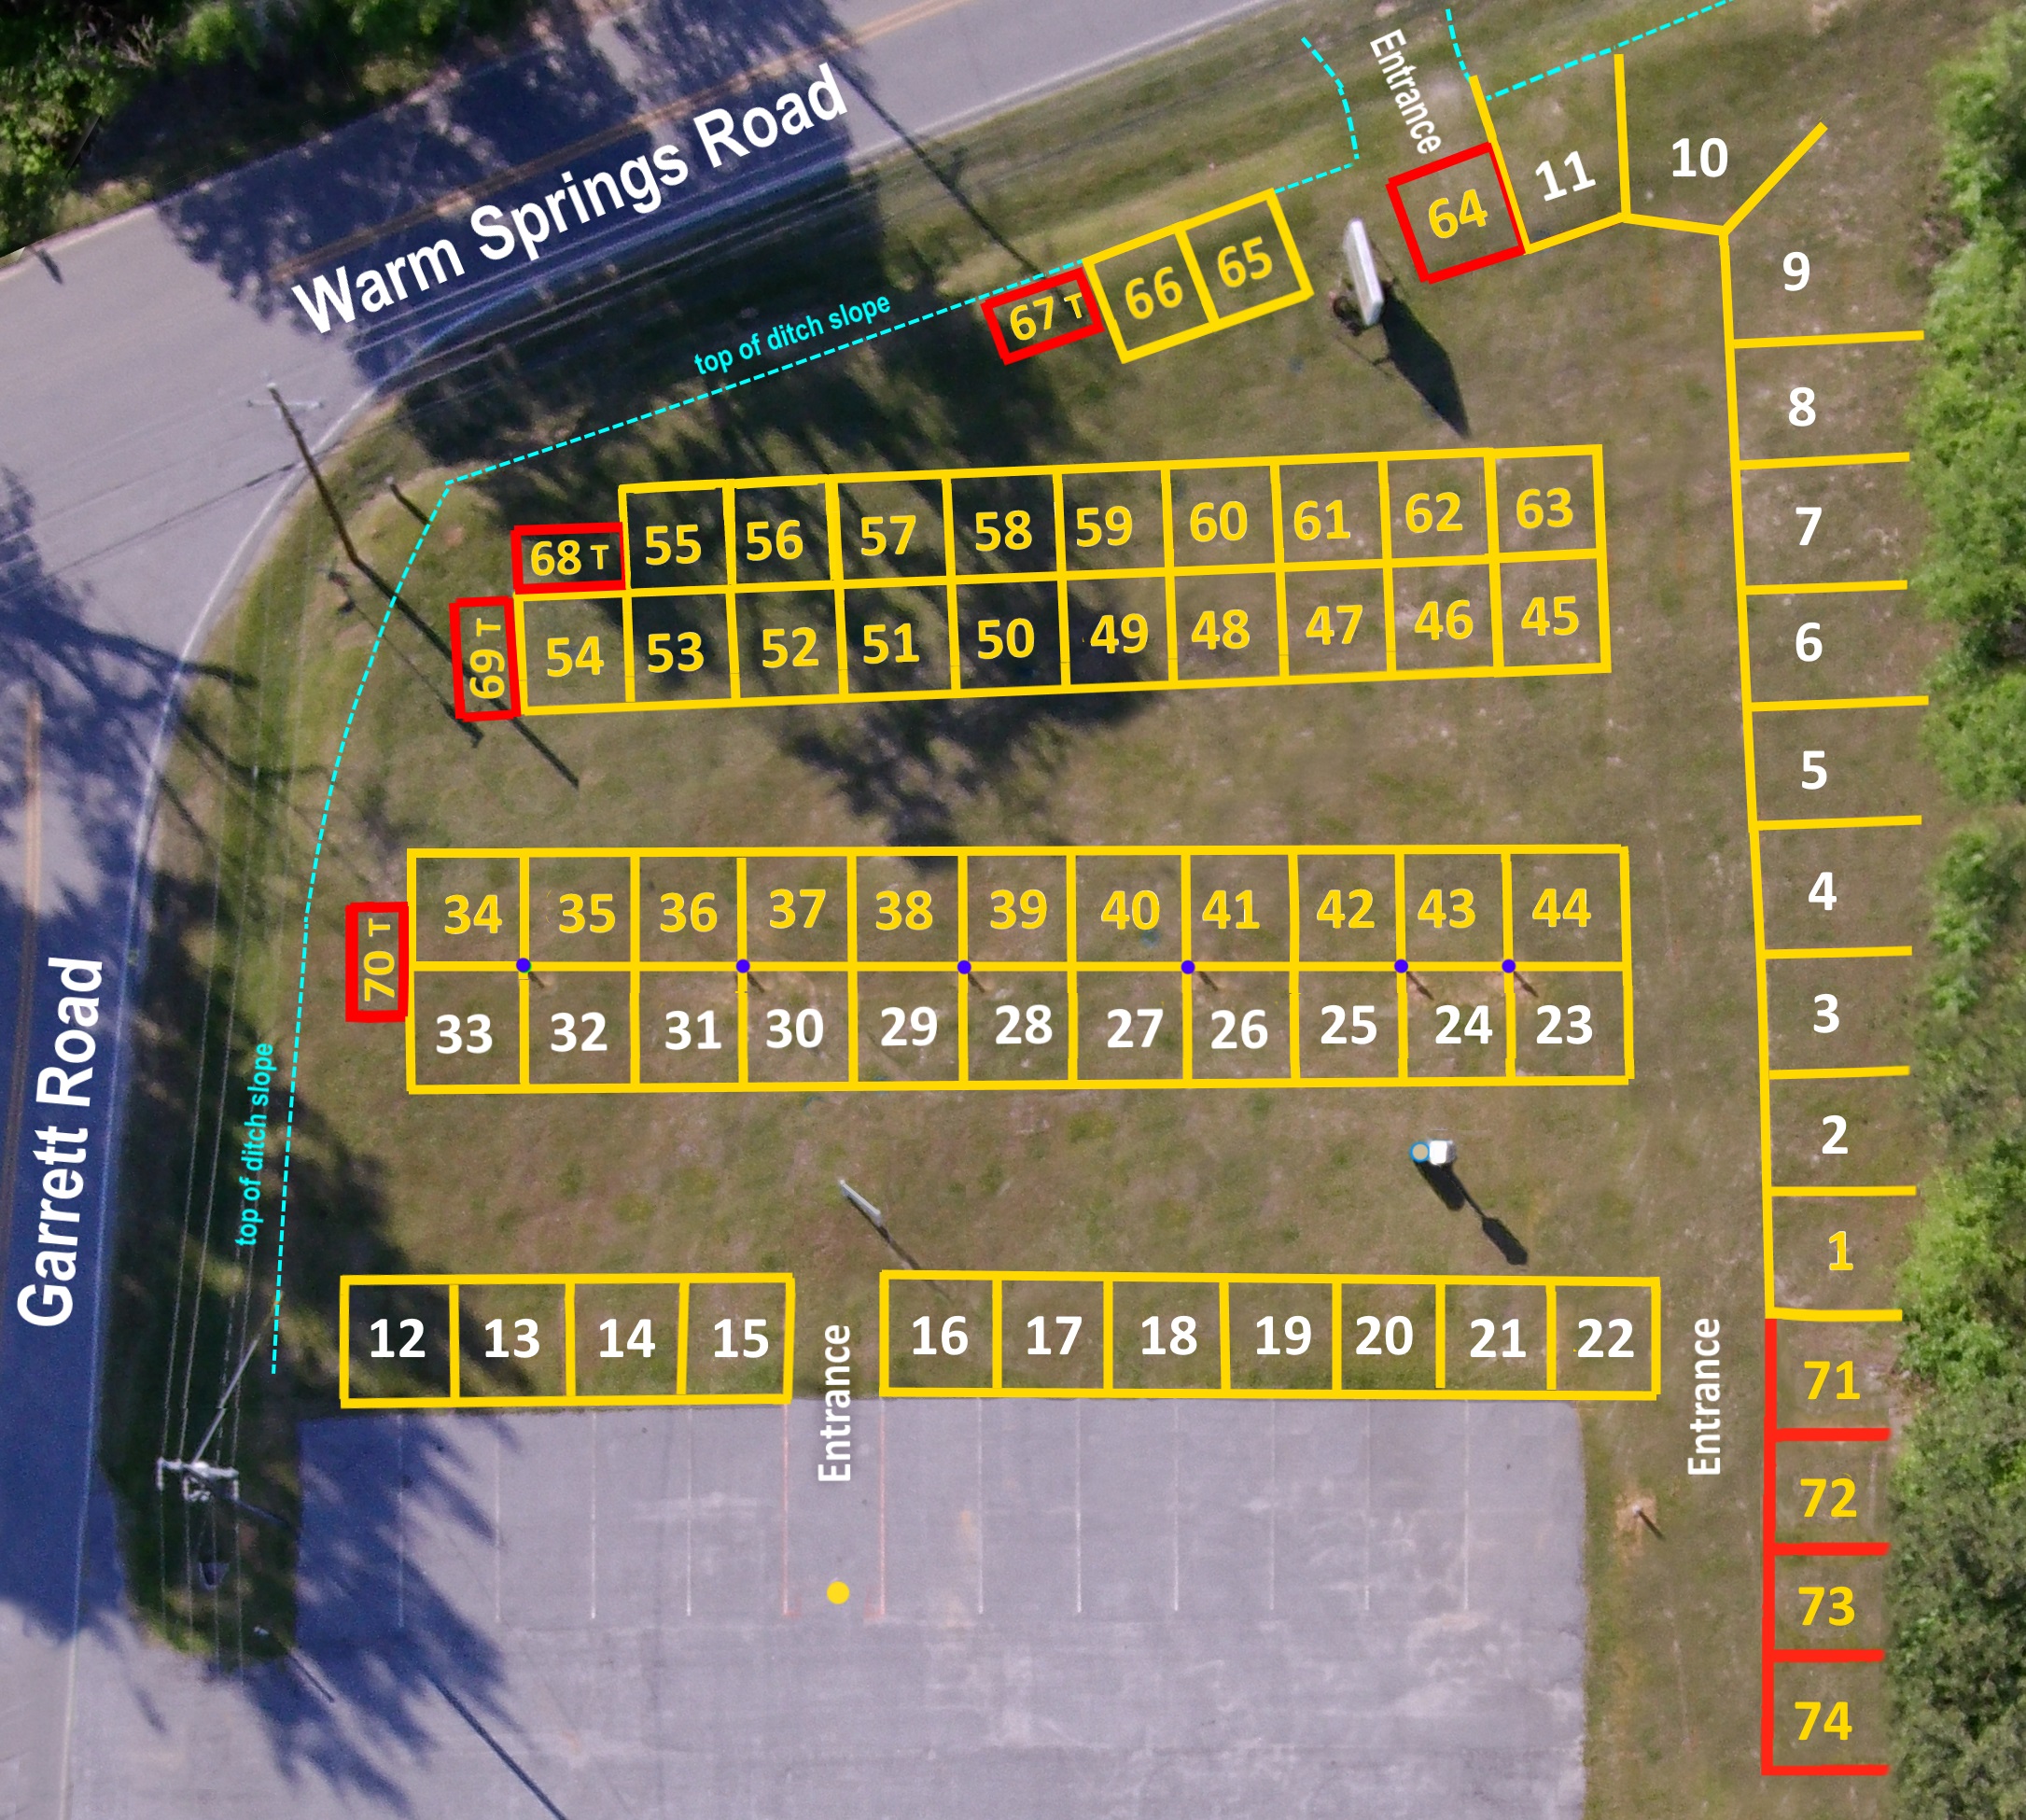 Entrance
Warm Springs Road
10
11
64
9
65
66
67 T
top of ditch slope
8
55 56 57 58 59 60 61 62 63
68 T
7
54 53 52 51 50 49 48 47 46 45
69 T
6
5
34 35 36 37 38 39 40 41 42 43 44
4
70 T
33 32 31 30 29 28 27 26 25 24 23
3
Garrett Road
top of ditch slope
2
1
12 13 14 15
Entrance
16 17 18 19 20 21 22
Entrance
71
72
73
74